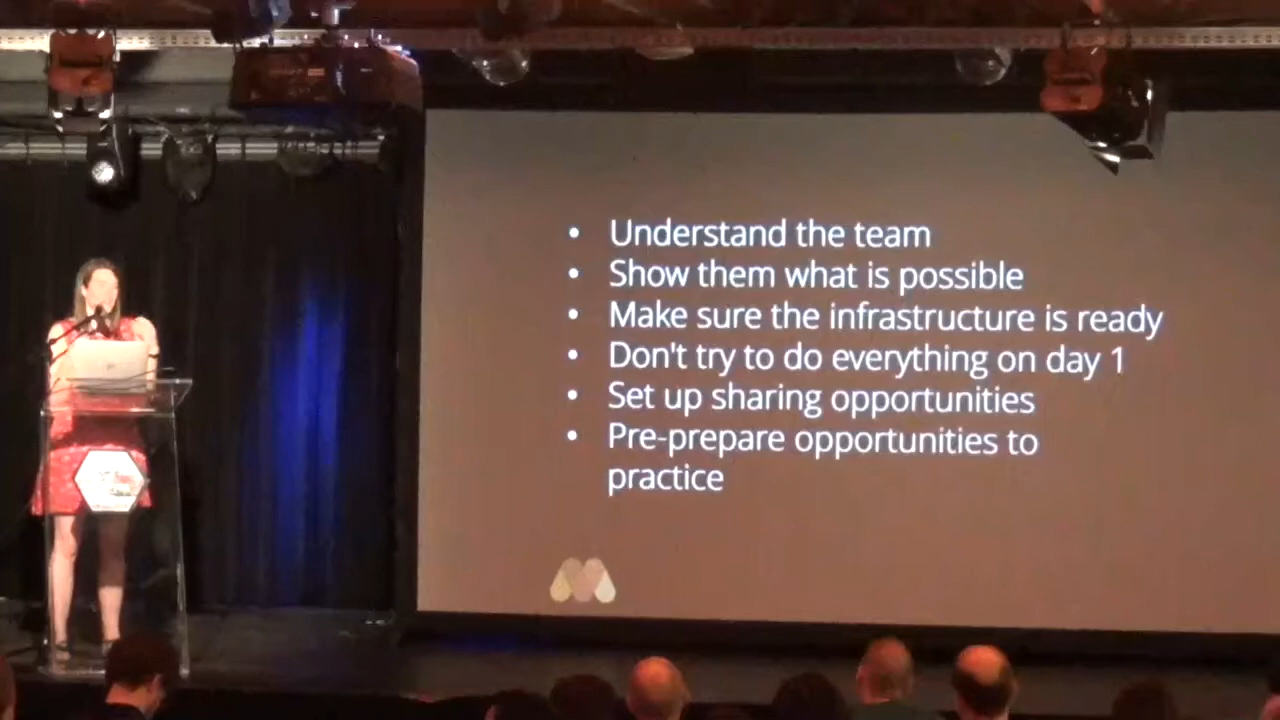 • Understand the team
• Show them what is possible
• Make sure the infrastructure is ready
• Don't try to do everything on day 1
• Set up sharing opportunities
• Pre-prepare opportunities to
practice